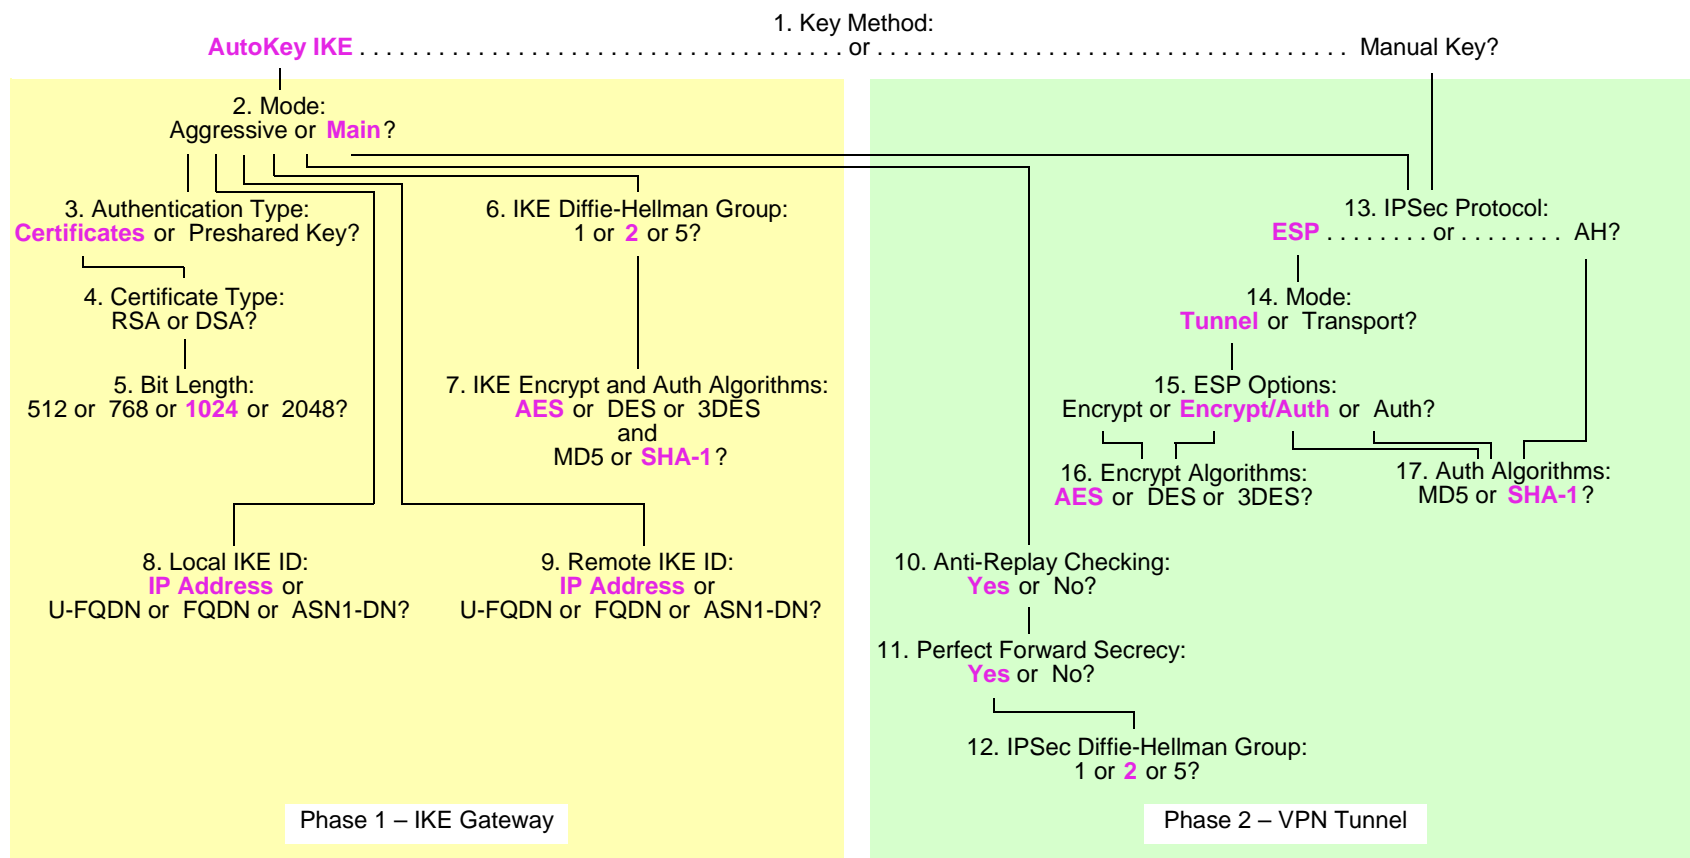 1. Key Method:
AutoKey IKE . . . . . . . . . . . . . . . . . . . . . . . . . . . . . . . . . . . . . or . . . . . . . . . . . . . . . . . . . . . . . . . . . . . . . . . . . . Manual Key?
2. Mode:
Aggressive or Main?
3. Authentication Type:
Certificates or Preshared Key?
4. Certificate Type:
RSA or DSA?
5. Bit Length:
512 or 768 or 1024 or 2048?
6. IKE Diffie-Hellman Group:
1 or 2 or 5?
7. IKE Encrypt and Auth Algorithms:
AES or DES or 3DES
and
MD5 or SHA-1?
8. Local IKE ID:
IP Address or
U-FQDN or FQDN or ASN1-DN?
9. Remote IKE ID:
IP Address or
U-FQDN or FQDN or ASN1-DN?
Phase 1 – IKE Gateway
10. Anti-Replay Checking:
Yes or No?
11. Perfect Forward Secrecy:
Yes or No?
12. IPSec Diffie-Hellman Group:
1 or 2 or 5?
13. IPSec Protocol:
ESP . . . . . . . . or . . . . . . . . AH?
14. Mode:
Tunnel or Transport?
15. ESP Options:
Encrypt or Encrypt/Auth or Auth?
16. Encrypt Algorithms:
AES or DES or 3DES?
17. Auth Algorithms:
MD5 or SHA-1?
Phase 2 – VPN Tunnel